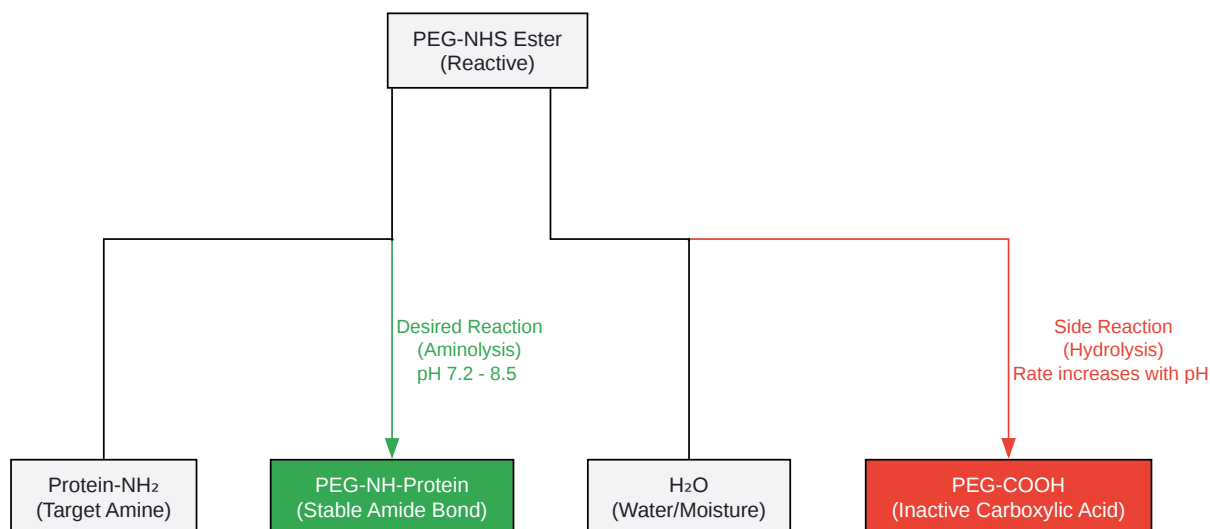 PEG-NHS Ester
(Reactive)
Desired Reaction
(Aminolysis)
pH 7.2 - 8.5
Side Reaction
(Hydrolysis)
Rate increases with pH
Protein-NH₂
(Target Amine)
PEG-NH-Protein
(Stable Amide Bond)
H₂O
(Water/Moisture)
PEG-COOH
(Inactive Carboxylic Acid)